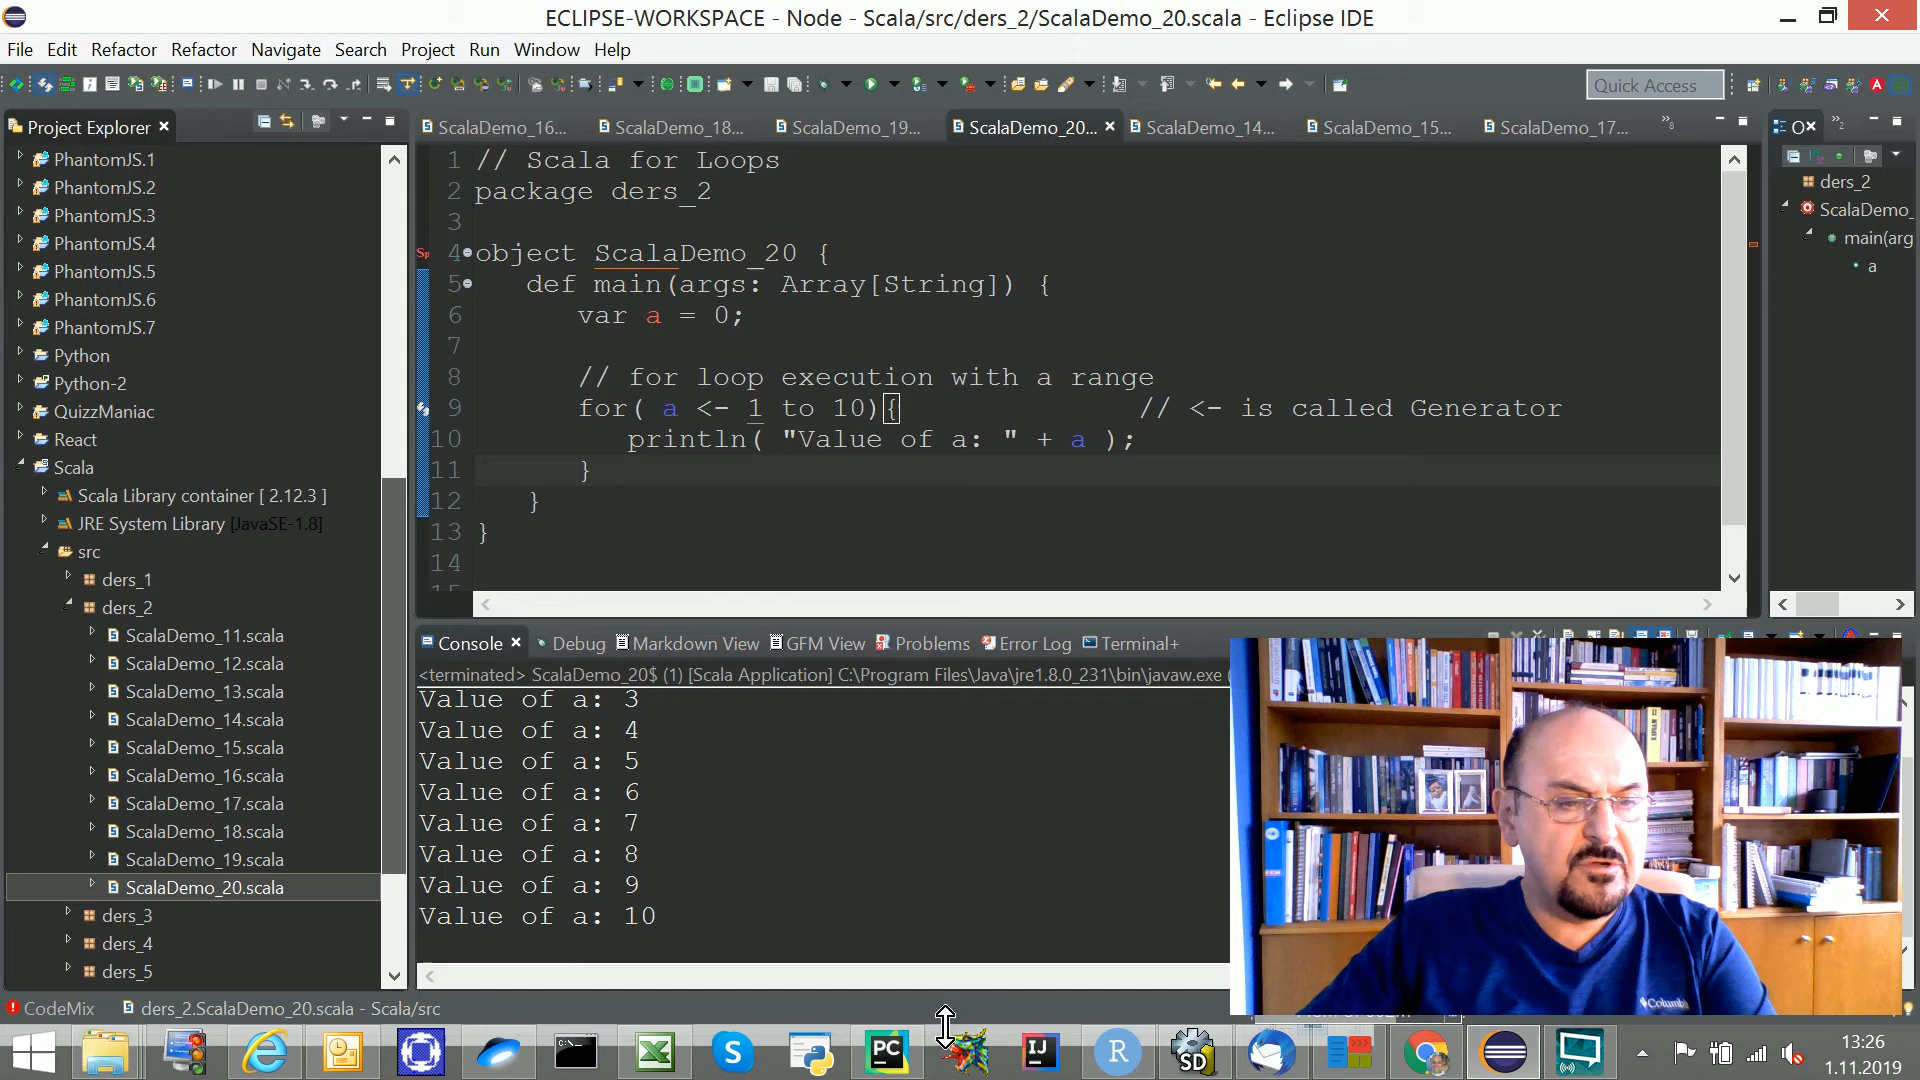 ECLIPSE-WORKSPACE - Node - Scala/src/ders_2/ScalaDemo_20.scala - Eclipse IDE
File Edit Refactor Refactor Navigate Search Project Run Window Help
Quick Access
Project Explorer
ScalaDemo_16... ScalaDemo_18... ScalaDemo_19... ScalaDemo_20... ScalaDemo_14... ScalaDemo_15... ScalaDemo_17...
PhantomJS.1
PhantomJS.2
PhantomJS.3
PhantomJS.4
PhantomJS.5
PhantomJS.6
PhantomJS.7
Python
Python-2
QuizzManiac
React
Scala
Scala Library container [ 2.12.3 ]
JRE System Library [JavaSE-1.8]
src
ders_1
ders_2
ScalaDemo_11.scala
ScalaDemo_12.scala
ScalaDemo_13.scala
ScalaDemo_14.scala
ScalaDemo_15.scala
ScalaDemo_16.scala
ScalaDemo_17.scala
ScalaDemo_18.scala
ScalaDemo_19.scala
ScalaDemo_20.scala
ders_3
ders_4
ders_5
1 // Scala for Loops
2 package ders_2
3
4 object ScalaDemo_20 {
5 def main(args: Array[String]) {
6 var a = 0;
7
8 // for loop execution with a range
9 for( a <- 1 to 10){ // <- is called Generator
10 println( "Value of a: " + a );
11 }
12 }
13 }
14
O
ders_2
ScalaDemo_
main(arg
a
Console Debug Markdown View GFM View Problems Error Log Terminal+
<terminated> ScalaDemo_20$ (1) [Scala Application] C:\Program Files\Java\jre1.8.0_231\bin\javaw.exe (
Value of a: 3
Value of a: 4
Value of a: 5
Value of a: 6
Value of a: 7
Value of a: 8
Value of a: 9
Value of a: 10
Columbia
CodeMix ders_2.ScalaDemo_20.scala - Scala/src
PC
IJ
R
SD
13:26
1.11.2019